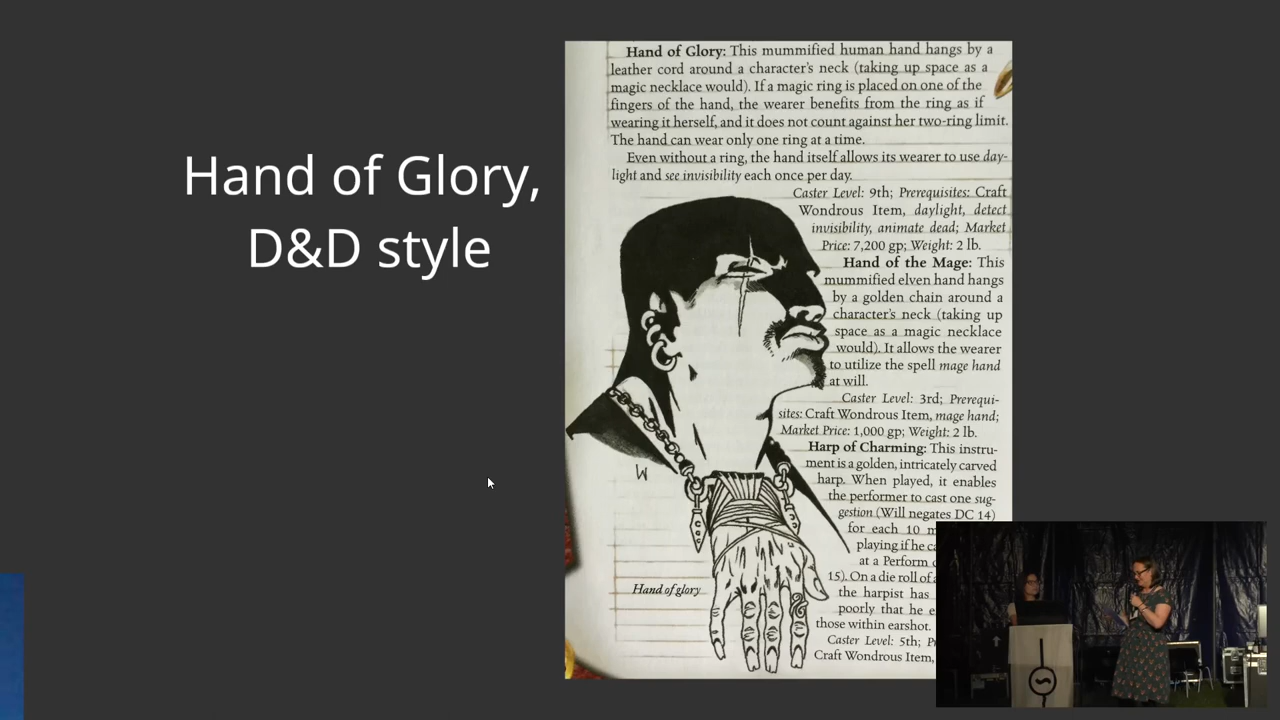 Hand of Glory,
D&D style
Hand of Glory: This mummified human hand hangs by a
leather cord around a character's neck (taking up space as a
magic necklace would). If a magic ring is placed on one of the
fingers of the hand, the wearer benefits from the ring as if
wearing it herself, and it does not count against her two-ring limit.
The hand can wear only one ring at a time.
Even without a ring, the hand itself allows its wearer to use day-
light and see invisibility each once per day.
Caster Level: 9th; Prerequisites: Craft
Wondrous Item, daylight, detect
invisibility, animate dead; Market
Price: 7,200 gp; Weight: 2 lb.
Hand of the Mage: This
mummified elven hand hangs
by a golden chain around a
character's neck (taking up
space as a magic necklace
would). It allows the wearer
to utilize the spell mage hand
at will.
Caster Level: 3rd; Prerequi-
sites: Craft Wondrous Item, mage hand;
Market Price: 1,000 gp; Weight: 2 lb.
Harp of Charming: This instru-
ment is a golden, intricately carved
harp. When played, it enables
the performer to cast one sug-
gestion (Will negates DC 14)
for each 10
playing if he
at a Perform
15). On a die roll of
the harpist has
poorly that he
those within earshot.
Caster Level: 5th;
Craft Wondrous Item,
W
Hand of glory